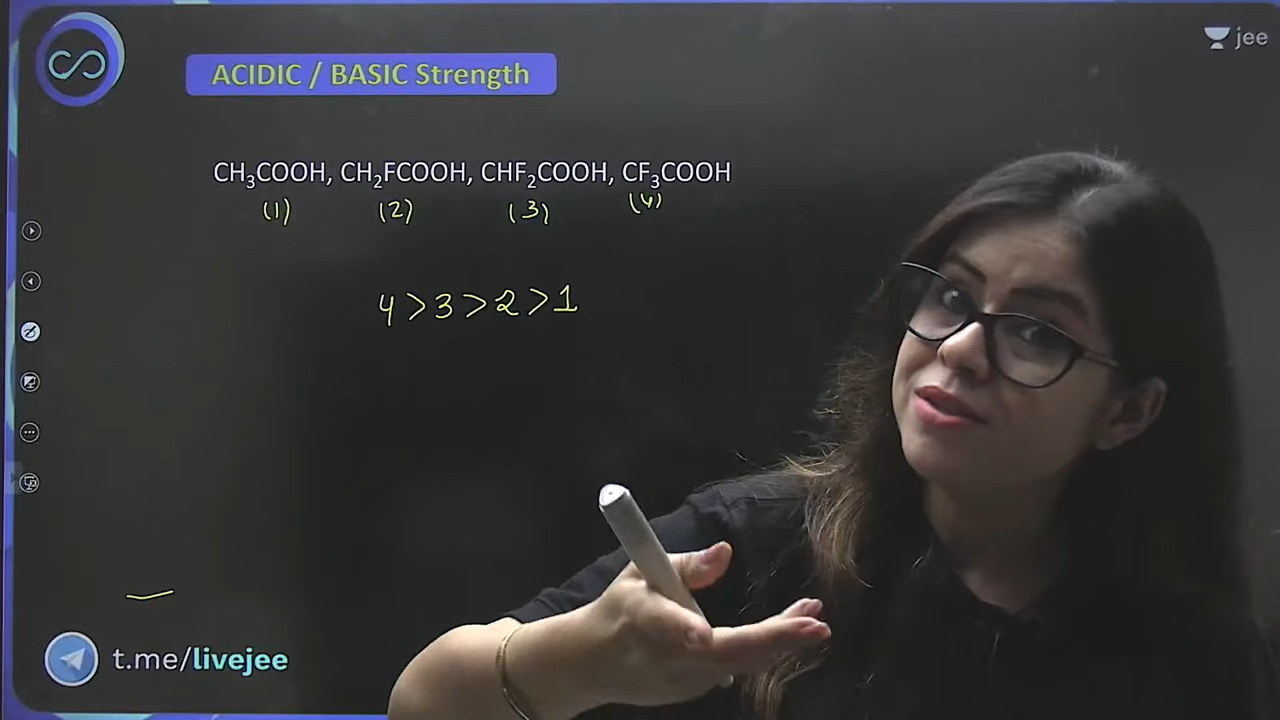 jee
ACIDIC / BASIC Strength
CH₃COOH, CH₂FCOOH, CHF₂COOH, CF₃COOH
(1) (2) (3) (4)
4 > 3 > 2 > 1
t.me/livejee